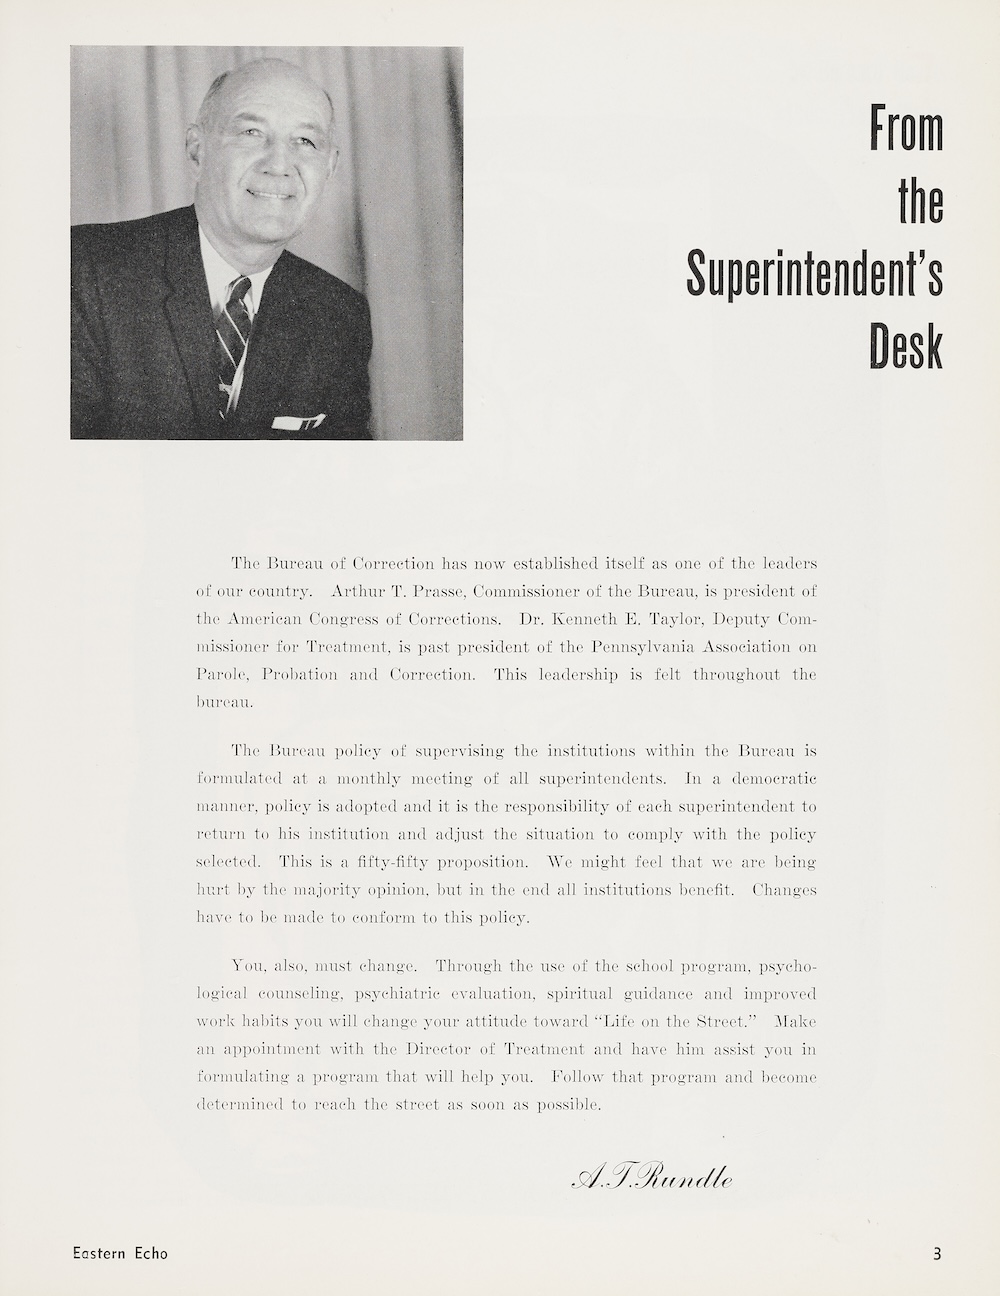 From
the
Superintendent's
Desk
The Bureau of Correction has now established itself as one of the leaders
of our country. Arthur T. Prasse, Commissioner of the Bureau, is president of
the American Congress of Corrections. Dr. Kenneth E. Taylor, Deputy Com-
missioner for Treatment, is past president of the Pennsylvania Association on
Parole, Probation and Correction. This leadership is felt throughout the
bureau.
The Bureau policy of supervising the institutions within the Bureau is
formulated at a monthly meeting of all superintendents. In a democratic
manner, policy is adopted and it is the responsibility of each superintendent to
return to his institution and adjust the situation to comply with the policy
selected. This is a fifty-fifty proposition. We might feel that we are being
hurt by the majority opinion, but in the end all institutions benefit. Changes
have to be made to conform to this policy.
You, also, must change. Through the use of the school program, psycho-
logical counseling, psychiatric evaluation, spiritual guidance and improved
work habits you will change your attitude toward “Life on the Street.” Make
an appointment with the Director of Treatment and have him assist you in
formulating a program that will help you. Follow that program and become
determined to reach the street as soon as possible.
A.T.Rundle
Eastern Echo
3